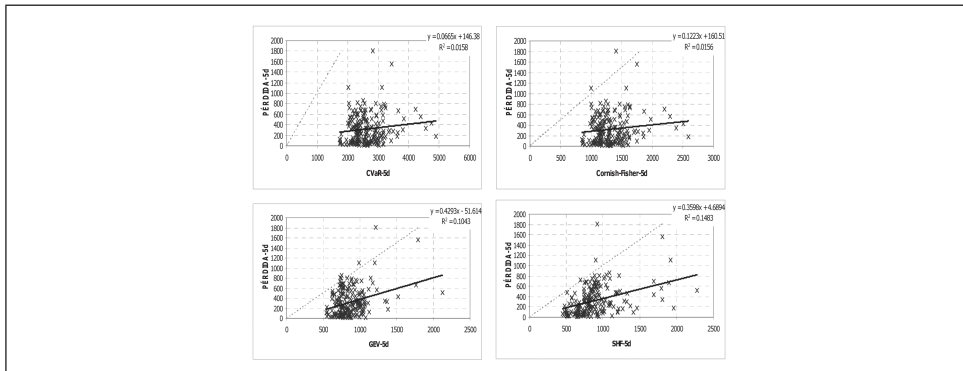 y = 0.0665x + 146.38
R² = 0.0158
2000
1800
1600
1400
1200
1000
800
600
400
200
0
PÉRDIDA-5d
0 1000 2000 3000 4000 5000 6000
CVaR-5d
y = 0.1223x + 160.51
R² = 0.0156
2000
1800
1600
1400
1200
1000
800
600
400
200
0
PÉRDIDA-5d
0 500 1000 1500 2000 2500 3000
Cornish-Fisher-5d
y = 0.4293x - 51.614
R² = 0.1043
2000
1800
1600
1400
1200
1000
800
600
400
200
0
PÉRDIDA-5d
0 500 1000 1500 2000 2500
GEV-5d
y = 0.3598x + 4.6894
R² = 0.1483
2000
1800
1600
1400
1200
1000
800
600
400
200
0
PÉRDIDA-5d
0 500 1000 1500 2000 2500
SHF-5d